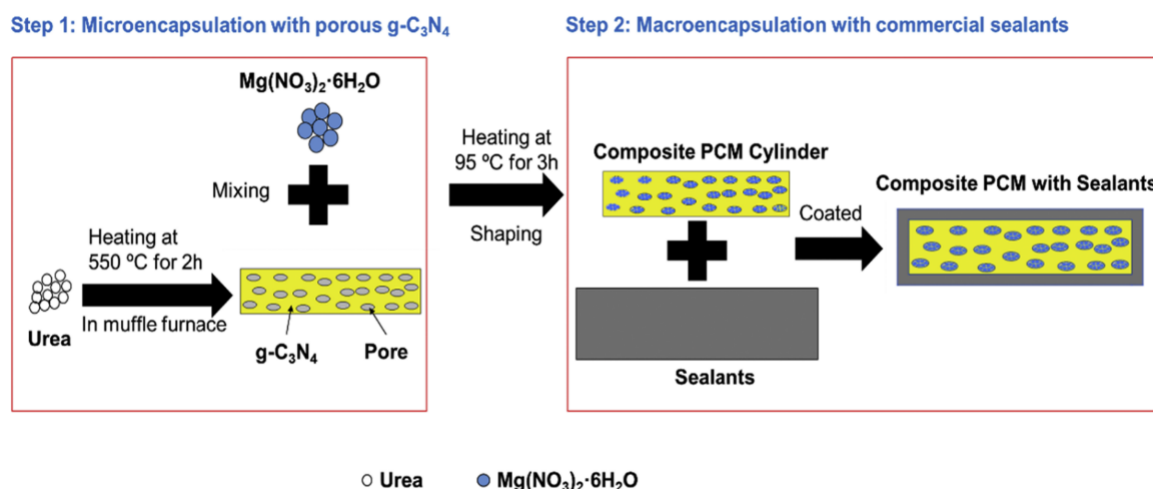 Step 1: Microencapsulation with porous g-C₃N₄
Step 2: Macroencapsulation with commercial sealants
Mg(NO₃)₂·6H₂O
Mixing
Heating at
550 ºC for 2h
In muffle furnace
Urea
g-C₃N₄
Pore
Heating at
95 ºC for 3h
Shaping
Composite PCM Cylinder
Sealants
Coated
Composite PCM with Sealants
Urea
Mg(NO₃)₂·6H₂O